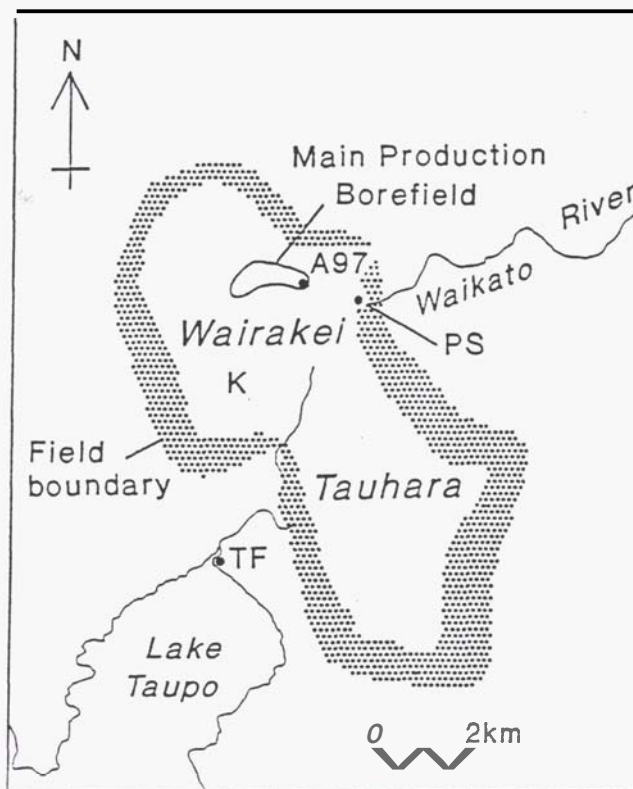 N
Main Production
Borefield
River
A97
Waikato
Wairakei
PS
K
Field
boundary
Tauhara
TF
Lake
Taupo
0 2km